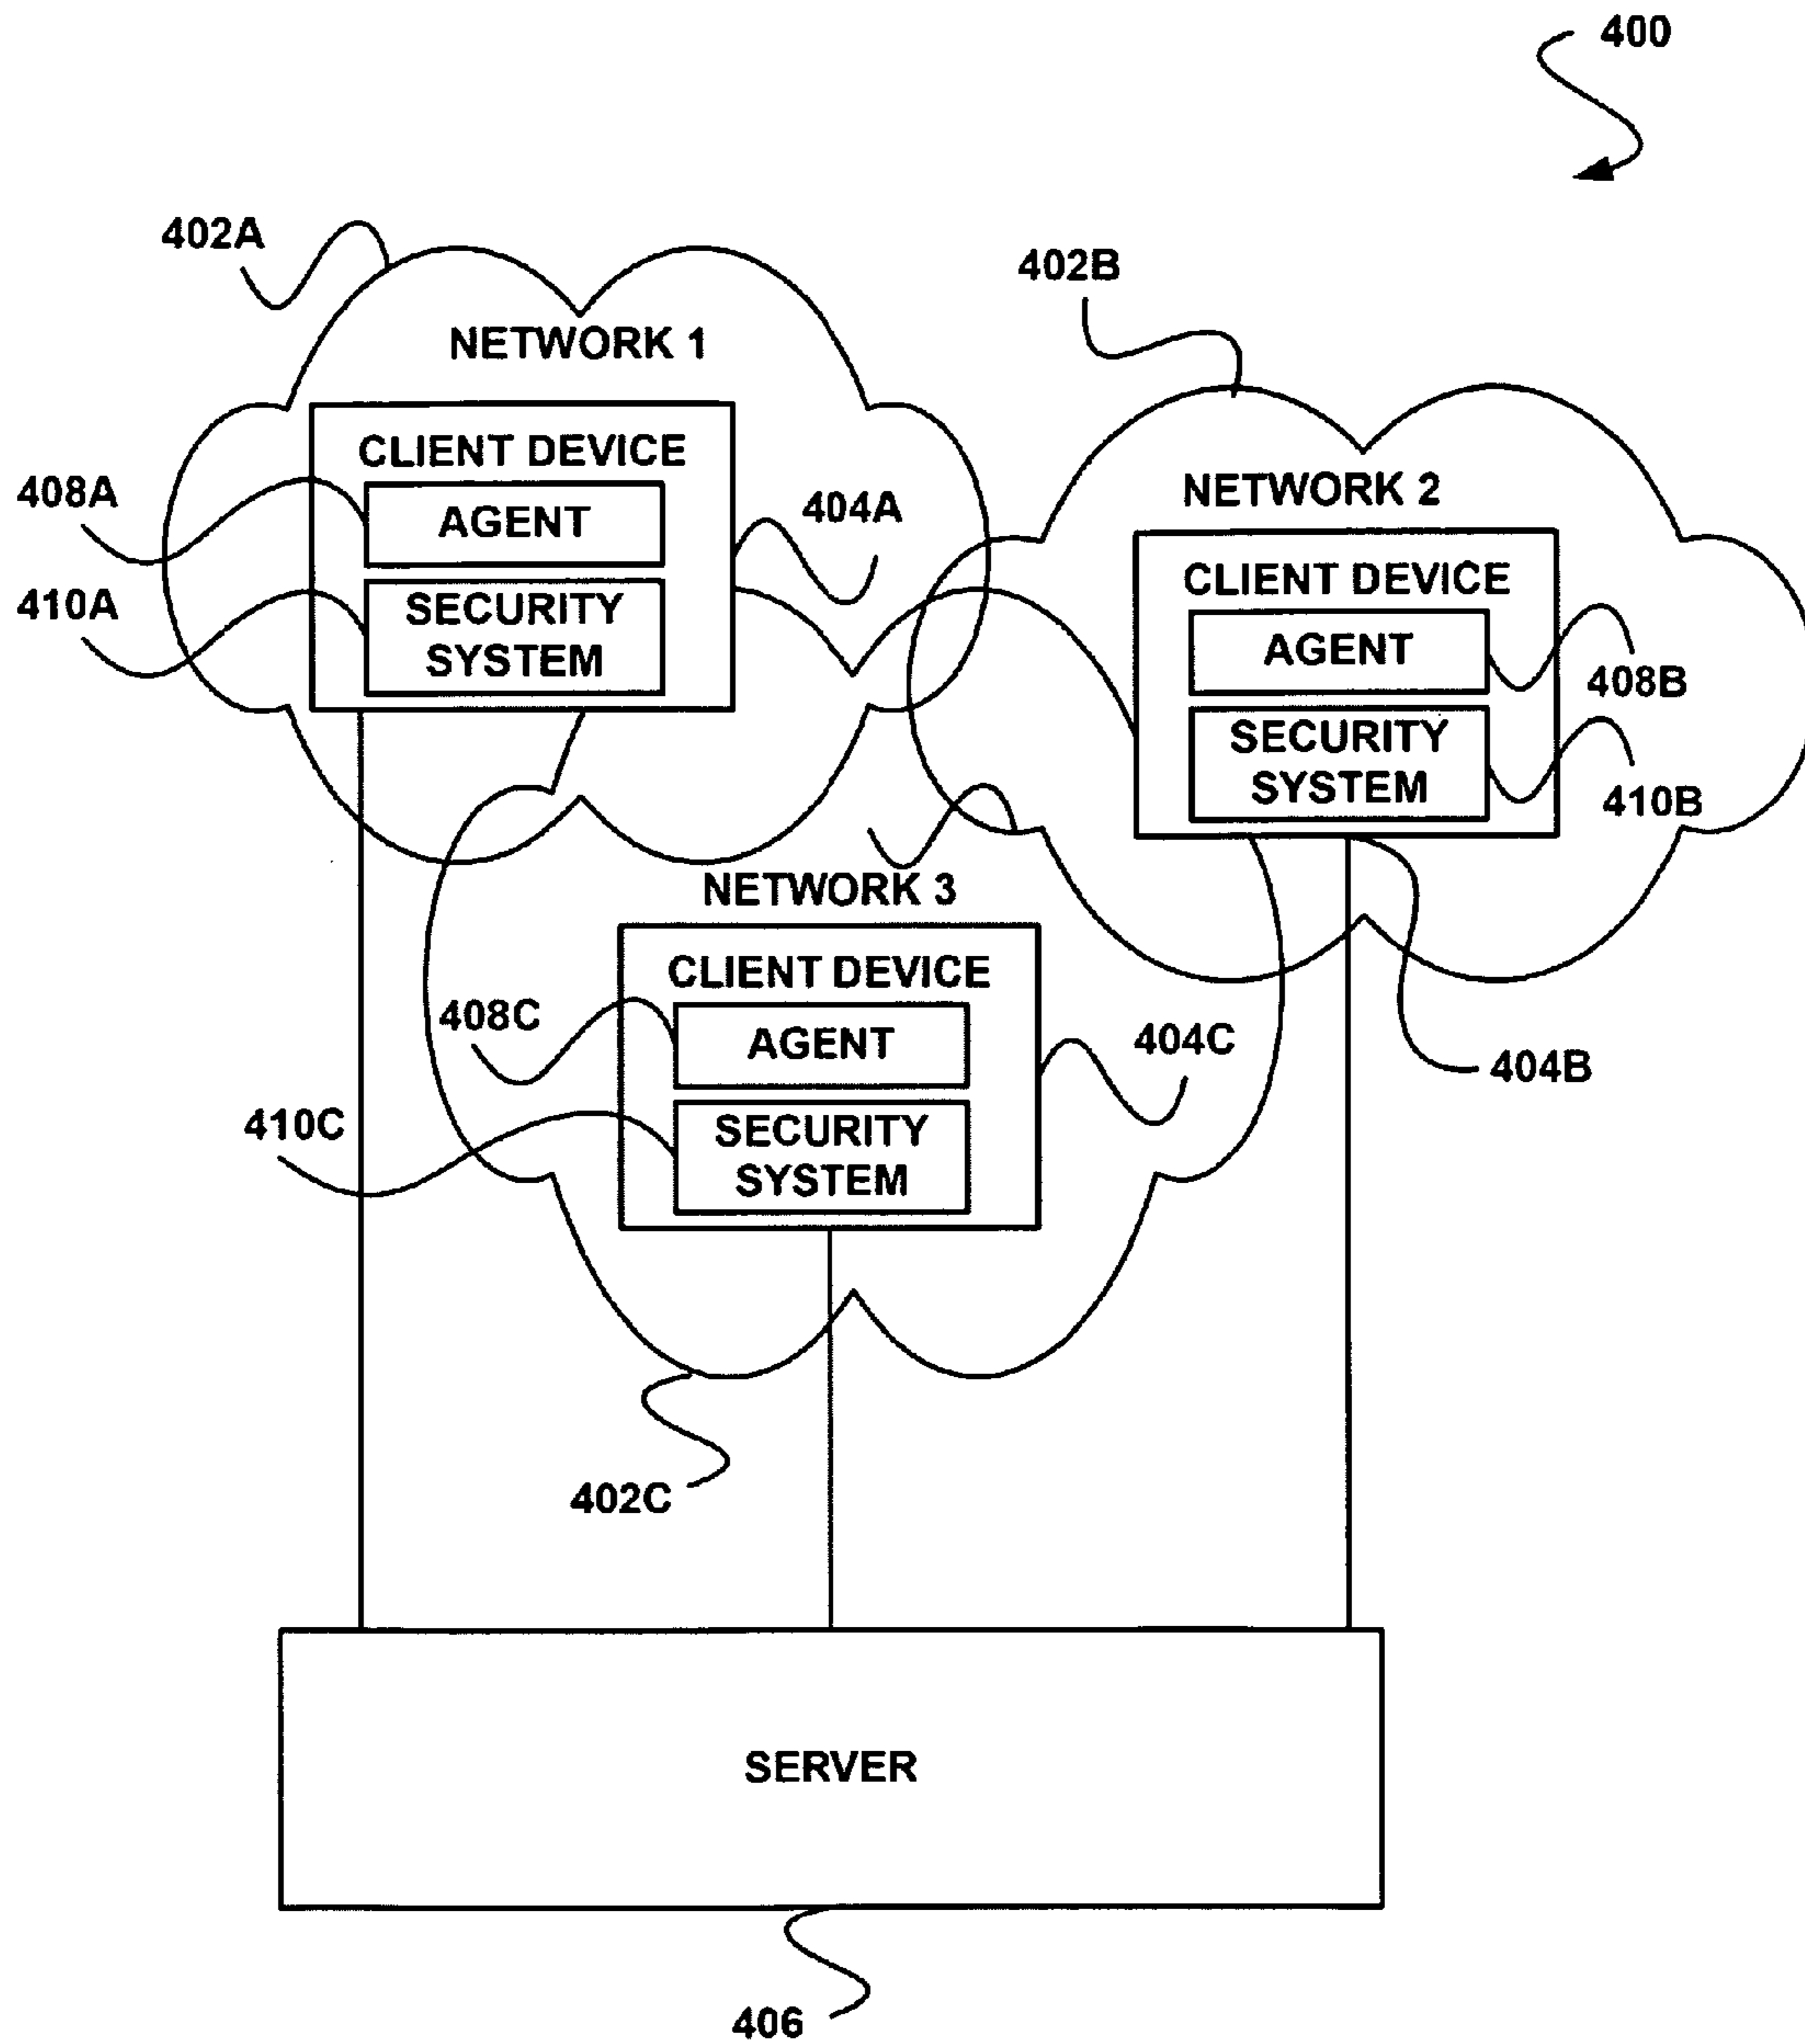 400
402A
402B
NETWORK 1
NETWORK 2
CLIENT DEVICE
408A
AGENT
404A
410A
SECURITY
SYSTEM
CLIENT DEVICE
AGENT
408B
SECURITY
SYSTEM
410B
NETWORK 3
CLIENT DEVICE
408C
AGENT
404C
404B
410C
SECURITY
SYSTEM
402C
SERVER
406